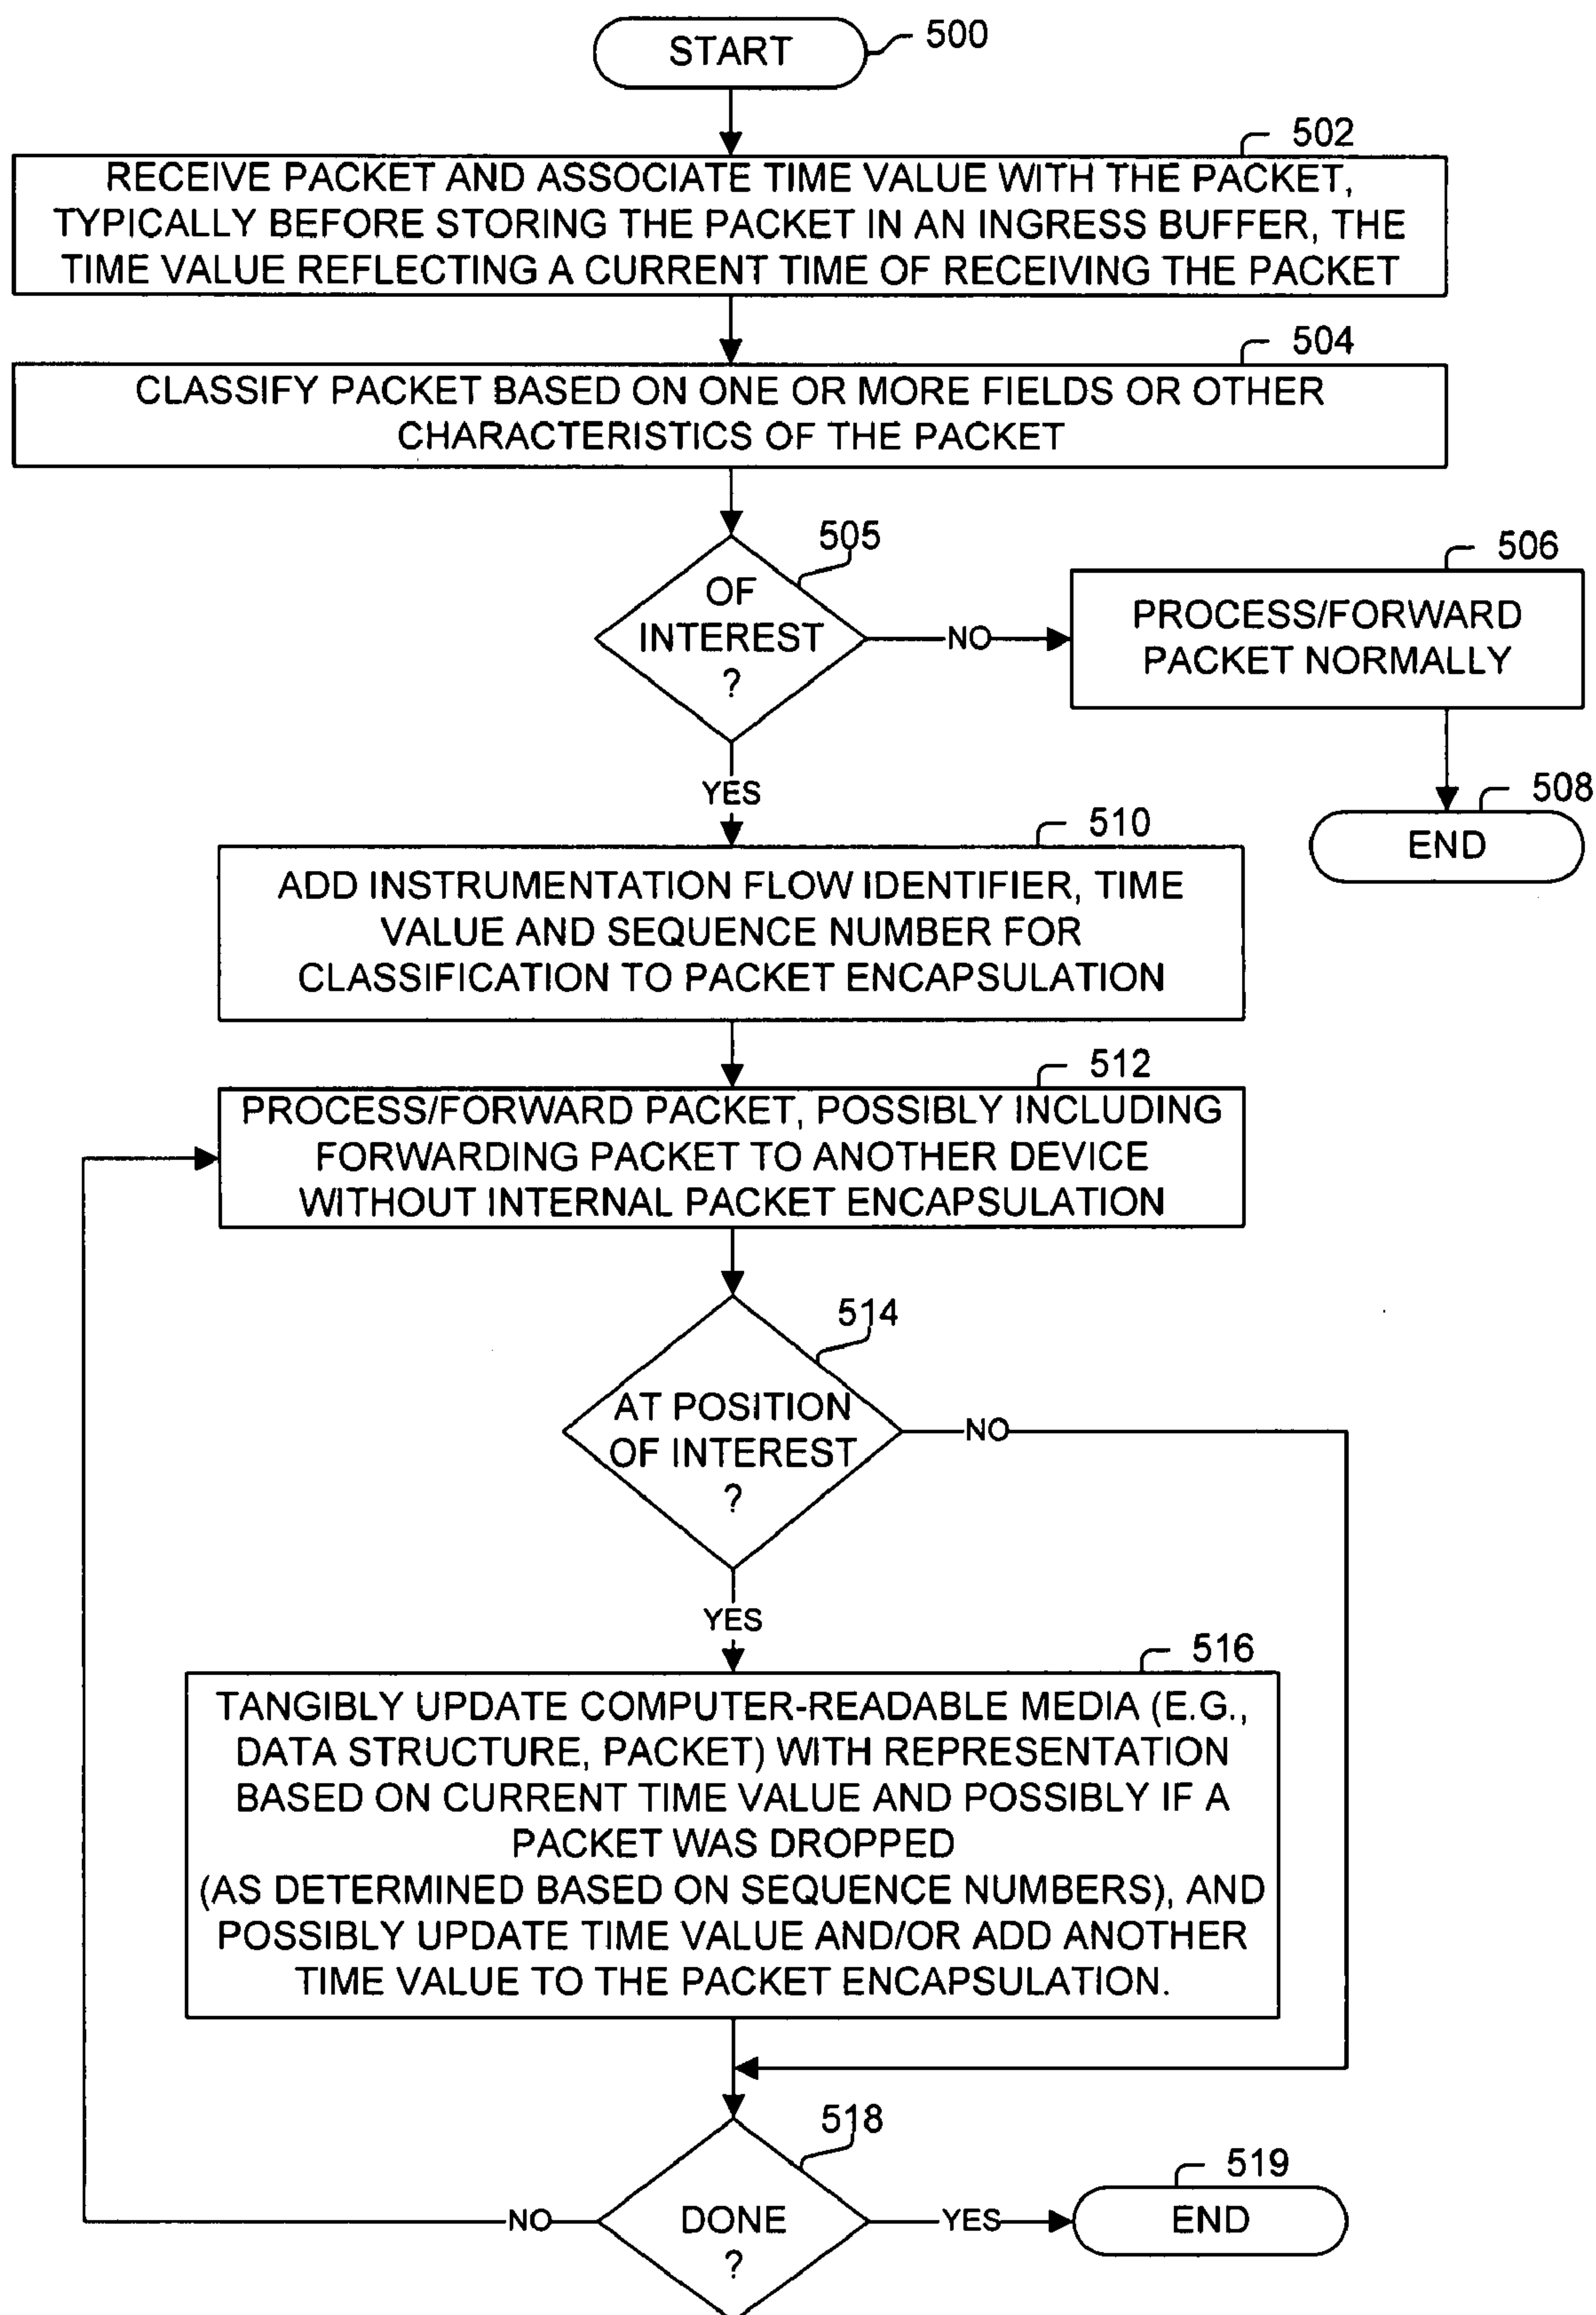 START
500
502
RECEIVE PACKET AND ASSOCIATE TIME VALUE WITH THE PACKET,
TYPICALLY BEFORE STORING THE PACKET IN AN INGRESS BUFFER, THE
TIME VALUE REFLECTING A CURRENT TIME OF RECEIVING THE PACKET
504
CLASSIFY PACKET BASED ON ONE OR MORE FIELDS OR OTHER
CHARACTERISTICS OF THE PACKET
505
OF
INTEREST
?
NO
506
PROCESS/FORWARD
PACKET NORMALLY
508
END
YES
510
ADD INSTRUMENTATION FLOW IDENTIFIER, TIME
VALUE AND SEQUENCE NUMBER FOR
CLASSIFICATION TO PACKET ENCAPSULATION
512
PROCESS/FORWARD PACKET, POSSIBLY INCLUDING
FORWARDING PACKET TO ANOTHER DEVICE
WITHOUT INTERNAL PACKET ENCAPSULATION
514
AT POSITION
OF INTEREST
?
NO
YES
516
TANGIBLY UPDATE COMPUTER-READABLE MEDIA (E.G.,
DATA STRUCTURE, PACKET) WITH REPRESENTATION
BASED ON CURRENT TIME VALUE AND POSSIBLY IF A
PACKET WAS DROPPED
(AS DETERMINED BASED ON SEQUENCE NUMBERS), AND
POSSIBLY UPDATE TIME VALUE AND/OR ADD ANOTHER
TIME VALUE TO THE PACKET ENCAPSULATION.
518
DONE
?
NO
YES
519
END